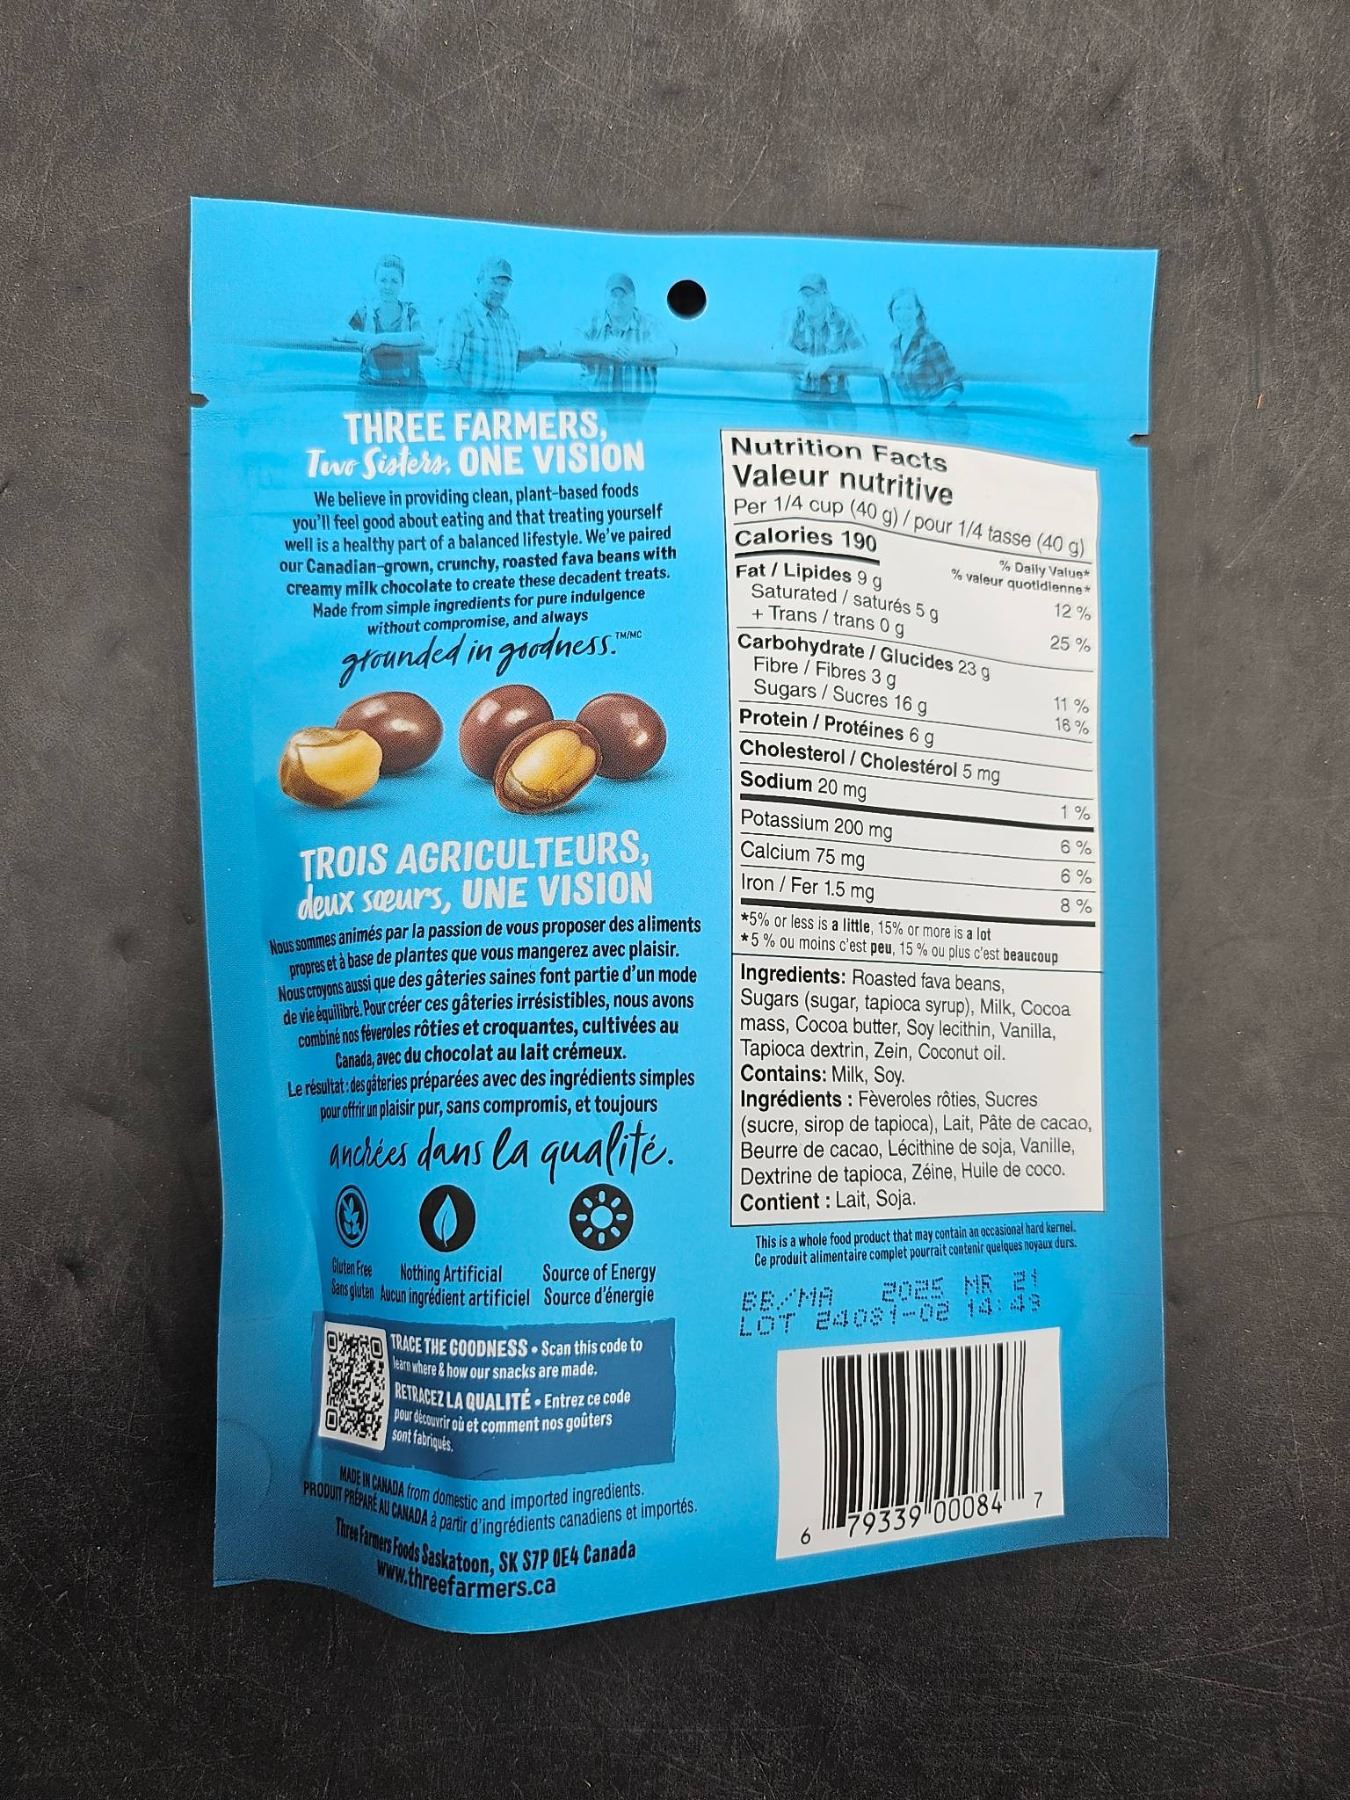 THREE FARMERS,
Two Sisters, ONE VISION
We believe in providing clean, plant-based foods
you'll feel good about eating and that treating yourself
well is a healthy part of a balanced lifestyle. We've paired
our Canadian-grown, crunchy, roasted fava beans with
creamy milk chocolate to create these decadent treats.
Made from simple ingredients for pure indulgence
without compromise, and always
grounded in goodness.™/MC
TROIS AGRICULTEURS,
deux sœurs, UNE VISION
Nous sommes animés par la passion de vous proposer des aliments
propres et à base de plantes que vous mangerez avec plaisir.
Nous croyons aussi que des gâteries saines font partie d'un mode
de vie équilibré. Pour créer ces gâteries irrésistibles, nous avons
combiné nos féveroles rôties et croquantes, cultivées au
Canada, avec du chocolat au lait crémeux.
Le résultat : des gâteries préparées avec des ingrédients simples
pour offrir un plaisir pur, sans compromis, et toujours
ancrées dans la qualité.
Gluten Free
Sans gluten
Nothing Artificial
Aucun ingrédient artificiel
Source of Energy
Source d'énergie
TRACE THE GOODNESS • Scan this code to
learn where & how our snacks are made.
RETRACEZ LA QUALITÉ • Entrez ce code
pour découvrir où et comment nos goûters
sont fabriqués.
MADE IN CANADA from domestic and imported ingredients.
PRODUIT PRÉPARÉ AU CANADA à partir d'ingrédients canadiens et importés.
Three Farmers Foods Saskatoon, SK S7P 0E4 Canada
www.threefarmers.ca
Nutrition Facts
Valeur nutritive
Per 1/4 cup (40 g) / pour 1/4 tasse (40 g)
Calories 190
% Daily Value*
% valeur quotidienne*
Fat / Lipides 9 g 12 %
Saturated / saturés 5 g
+ Trans / trans 0 g 25 %
Carbohydrate / Glucides 23 g
Fibre / Fibres 3 g 11 %
Sugars / Sucres 16 g 16 %
Protein / Protéines 6 g
Cholesterol / Cholestérol 5 mg
Sodium 20 mg 1 %
Potassium 200 mg 6 %
Calcium 75 mg 6 %
Iron / Fer 1.5 mg 8 %
*5% or less is a little, 15% or more is a lot
*5 % ou moins c'est peu, 15 % ou plus c'est beaucoup
Ingredients: Roasted fava beans,
Sugars (sugar, tapioca syrup), Milk, Cocoa
mass, Cocoa butter, Soy lecithin, Vanilla,
Tapioca dextrin, Zein, Coconut oil.
Contains: Milk, Soy.
Ingrédients : Fèveroles rôties, Sucres
(sucre, sirop de tapioca), Lait, Pâte de cacao,
Beurre de cacao, Lécithine de soja, Vanille,
Dextrine de tapioca, Zéine, Huile de coco.
Contient : Lait, Soja.
This is a whole food product that may contain an occasional hard kernel.
Ce produit alimentaire complet pourrait contenir quelques noyaux durs.
BB/MA 2025 MR 21
LOT 24081-02 14:49
6 79339 00084 7